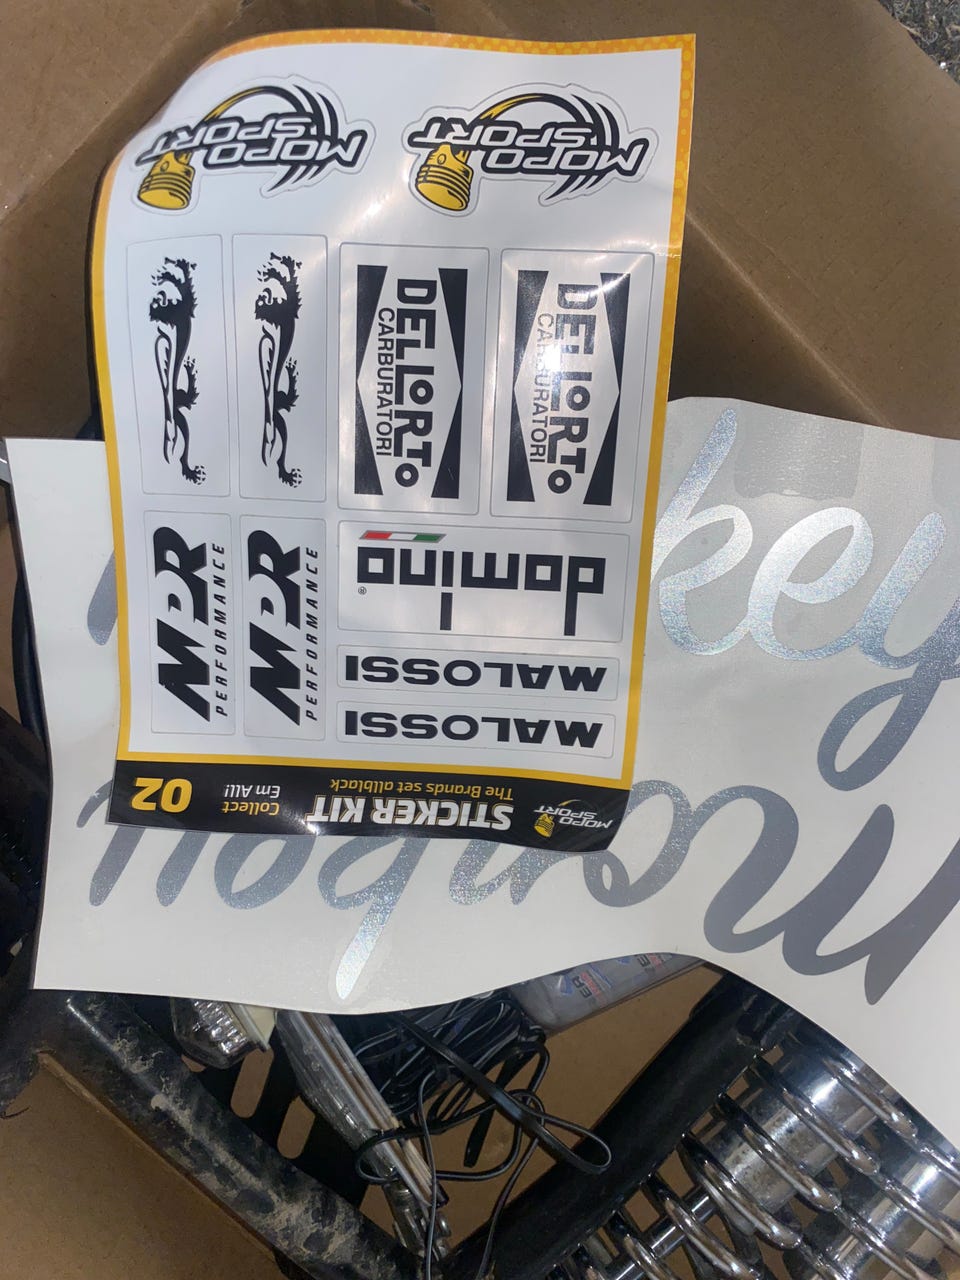 MOPO
SPORT
MOPO
SPORT
DELLORTO
CARBURATORI
DELLORTO
CARBURATORI
MPR
PERFORMANCE
MPR
PERFORMANCE
domino®
MALOSSI
MALOSSI
MOPO
SPORT
STICKER KIT
The Brands set allblack
Collect
Em All!
02
key